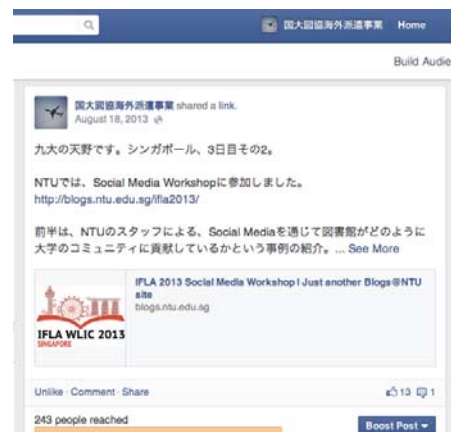 国大図協海外派遣事業 Home
Build Audie
国大図協海外派遣事業 shared a link.
August 18, 2013
九大の天野です。シンガポール、3日目その2。
NTUでは、Social Media Workshopに参加しました。
http://blogs.ntu.edu.sg/ifla2013/
前半は、NTUのスタッフによる、Social Mediaを通じて図書館がどのように
大学のコミュニティに貢献しているかという事例の紹介。... See More
IFLA 2013 Social Media Workshop | Just another Blogs@NTU
site
blogs.ntu.edu.sg
IFLA WLIC 2013
SINGAPORE
Unlike · Comment · Share 13 1
243 people reached
Boost Post